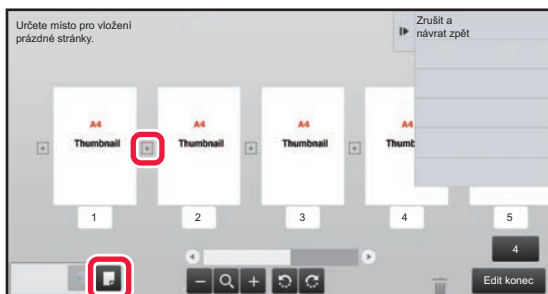 Určete místo pro vložení
prázdné stránky.
Zrušit a
návrat zpět
A4
Thumbnail
A4
Thumbnail
A4
Thumbnail
A4
Thumb
1
2
3
4
5
4
Edit konec